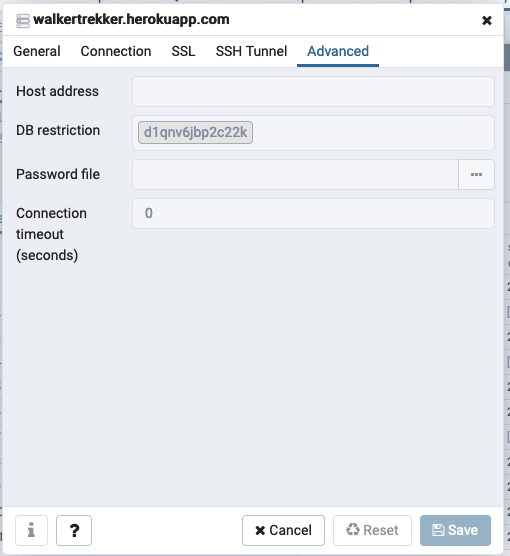 walkertrekker.herokuapp.com
General Connection SSL SSH Tunnel Advanced
Host address
DB restriction d1qnv6jbp2c22k
Password file
Connection timeout (seconds) 0
i ? Cancel Reset Save